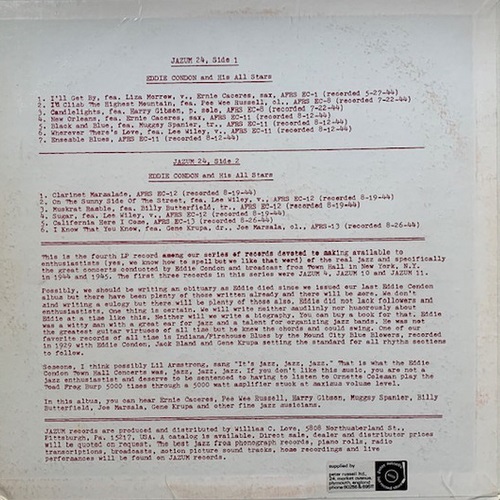 JAZUM 24, Side 1
EDDIE CONDON and His All Stars
1. I'll Get By, fea. Liza Morrow, v., Ernie Caceres, sax, AFRS EC-1 (recorded 5-27-44)
2. I'd Climb The Highest Mountain, fea. Pee Wee Russell, cl., AFRS EC-8 (recorded 7-22-44)
3. Candlelights, fea. Harry Gibson, p. solo, AFRS EC-8 (recorded 7-22-44)
4. New Orleans, fea. Ernie Caceres, sax, AFRS EC-11 (recorded 8-12-44)
5. Black and Blue, fea. Muggsy Spanier, tr., AFRS EC-11 (recorded 8-12-44)
6. Wherever There's Love, fea. Lee Wiley, v., AFRS EC-11 (recorded 8-12-44)
7. Ensemble Blues, AFRS EC-11 (recorded 8-12-44)
JAZUM 24, Side 2
EDDIE CONDON and His All Stars
1. Clarinet Marmalade, AFRS EC-12 (recorded 8-19-44)
2. On The Sunny Side Of The Street, fea. Lee Wiley, v., AFRS EC-12 (recorded 8-19-44)
3. Muskrat Ramble, fea. Billy Butterfield, tr., AFRS EC-12 (recorded 8-19-44)
4. Sugar, fea. Lee Wiley, v., AFRS EC-12 (recorded 8-19-44)
5. California Here I Come, AFRS EC-13 (recorded 8-26-44)
6. I Know That You Know, fea. Gene Krupa, dr., Joe Marsala, cl., AFRS-13 (recorded 8-26-44)
This is the fourth LP record among our series of records devoted to making available to
enthusiastics (yes, we know how to spell but we like that word) of the real jazz and specifically
the great concerts conducted by Eddie Condon and broadcast from Town Hall in New York, N.Y.
in 1944 and 1945. The first three records in this series were JAZUM 4, JAZUM 10 and JAZUM 11.
Possibly, we should be writing an obituary as Eddie died since we issued our last Eddie Condon
album but there have been plenty of those written already and there will be more. We don't
mind writing a eulogy but there will be a plenty of those also. Eddie did not lack followers and
enthusiastions. One thing is certain. We will write neither maudlinly nor humorously about
Eddie at a time like this. Neither will we write a biography. You can buy a book for that. Eddie
was a witty man with a great ear for jazz and a talent for organizing jazz bands. He was not
the greatest guitar virtuoso of all time but he knew the chords and could swing. One of our
favorite records of all time is Indiana/Firehouse Blues by the Mound City Blue Blowers, recorded
in 1929 with Eddie, Jack Bland and Gene Krupa setting the standard for all rhythm sections
to follow.
Someone, I think possibly Lil Armstrong, sang "It's jazz, jazz, jazz." That is what the Eddie
Condon Town Hall Concerts was, jazz, jazz, jazz. If you don't like this music, you are not a
jazz enthusiast and deserve to be sentenced to having to listen to Ornette Coleman play the
Toad Frog Burp 5000 times through a 5000 watt amplifier stuck at maximum volume level.
In this album, you can hear Ernie Caceres, Pee Wee Russell, Harry Gibson, Muggsy Spanier, Billy
Butterfield, Joe Marsala, Gene Krupa and other fine jazz musicians.
JAZUM records are produced and distributed by William C. Love, 5808 Northumberland St.,
Pittsburgh, Pa. 15217, USA. A catalog is available. Direct sale, dealer and distributor prices
will be quoted on request. The best jazz from phonograph records, piano rolls, radio
transcriptions, broadcasts, motion picture sound tracks, home recordings and live
performances will be found on JAZUM records.
supplied by
peter russell ltd.,
24, market avenue,
plymouth, england